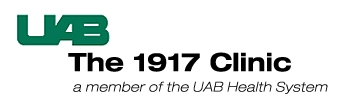 UAB
The 1917 Clinic
a member of the UAB Health System